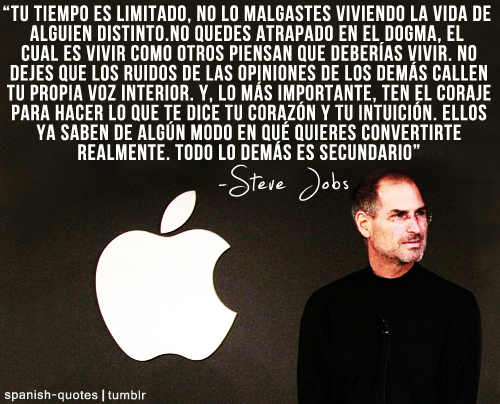 “TU TIEMPO ES LIMITADO, NO LO MALGASTES VIVIENDO LA VIDA DE
ALGUIEN DISTINTO.NO QUEDES ATRAPADO EN EL DOGMA, EL
CUAL ES VIVIR COMO OTROS PIENSAN QUE DEBERÍAS VIVIR. NO
DEJES QUE LOS RUIDOS DE LAS OPINIONES DE LOS DEMÁS CALLEN
TU PROPIA VOZ INTERIOR. Y, LO MÁS IMPORTANTE, TEN EL CORAJE
PARA HACER LO QUE TE DICE TU CORAZÓN Y TU INTUICIÓN. ELLOS
YA SABEN DE ALGÚN MODO EN QUÉ QUIERES CONVERTIRTE
REALMENTE. TODO LO DEMÁS ES SECUNDARIO”
-Steve Jobs
spanish-quotes | tumblr